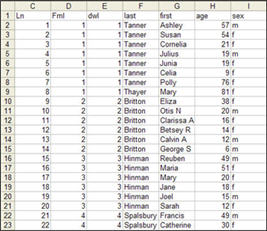 C D E F G H I
1 Ln Fml dwl last first age sex
2 1 1 1 Tanner Ashley 57 m
3 2 1 1 Tanner Susan 54 f
4 3 1 1 Tanner Cornelia 21 f
5 4 1 1 Tanner Julius 19 m
6 5 1 1 Tanner Junia 19 f
7 6 1 1 Tanner Celia 9 f
8 7 1 1 Tanner Polly 76 f
9 8 1 1 Thayer Mary 81 f
10 9 2 2 Britton Eliza 38 f
11 10 2 2 Britton Otis N 20 m
12 11 2 2 Britton Clarissa A 16 f
13 12 2 2 Britton Betsey R 14 f
14 13 2 2 Britton Calvin A 12 m
15 14 2 2 Britton George S 6 m
16 15 3 3 Hinman Reuben 49 m
17 16 3 3 Hinman Maria 51 f
18 17 3 3 Hinman Mary 20 f
19 18 3 3 Hinman Jane 18 f
20 19 3 3 Hinman Joel 15 m
21 20 3 3 Hinman Sarah 12 f
22 21 4 4 Spalsbury Francis 49 m
23 22 4 4 Spalsbury Catherine 30 f